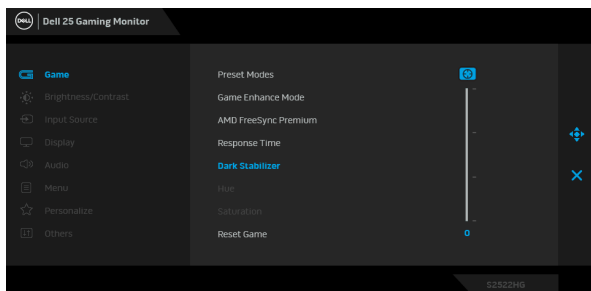 DELL
Dell 25 Gaming Monitor
Game
Brightness/Contrast
Input Source
Display
Audio
Menu
Personalize
Others
Preset Modes
Game Enhance Mode
AMD FreeSync Premium
Response Time
Dark Stabilizer
Hue
Saturation
Reset Game
0
S2522HG